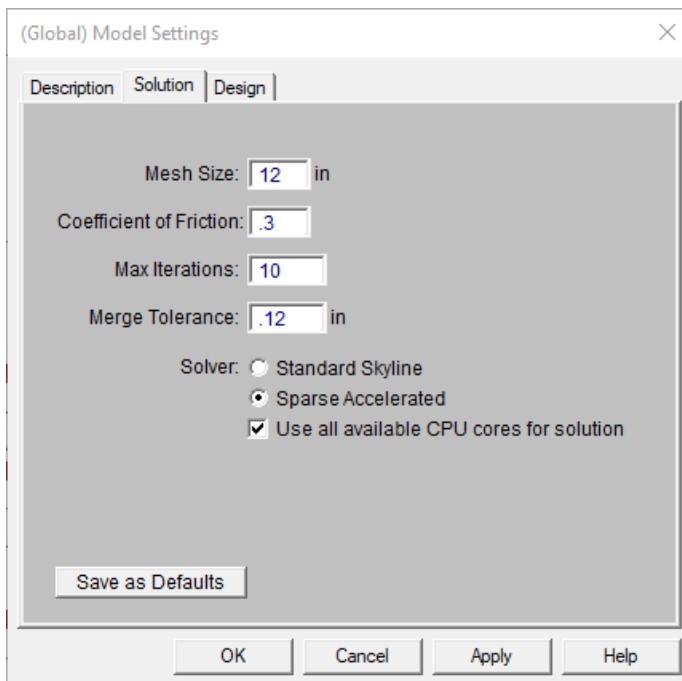 (Global) Model Settings
Description Solution Design
Mesh Size: 12 in
Coefficient of Friction: .3
Max Iterations: 10
Merge Tolerance: .12 in
Solver: Standard Skyline
Sparse Accelerated
Use all available CPU cores for solution
Save as Defaults
OK Cancel Apply Help